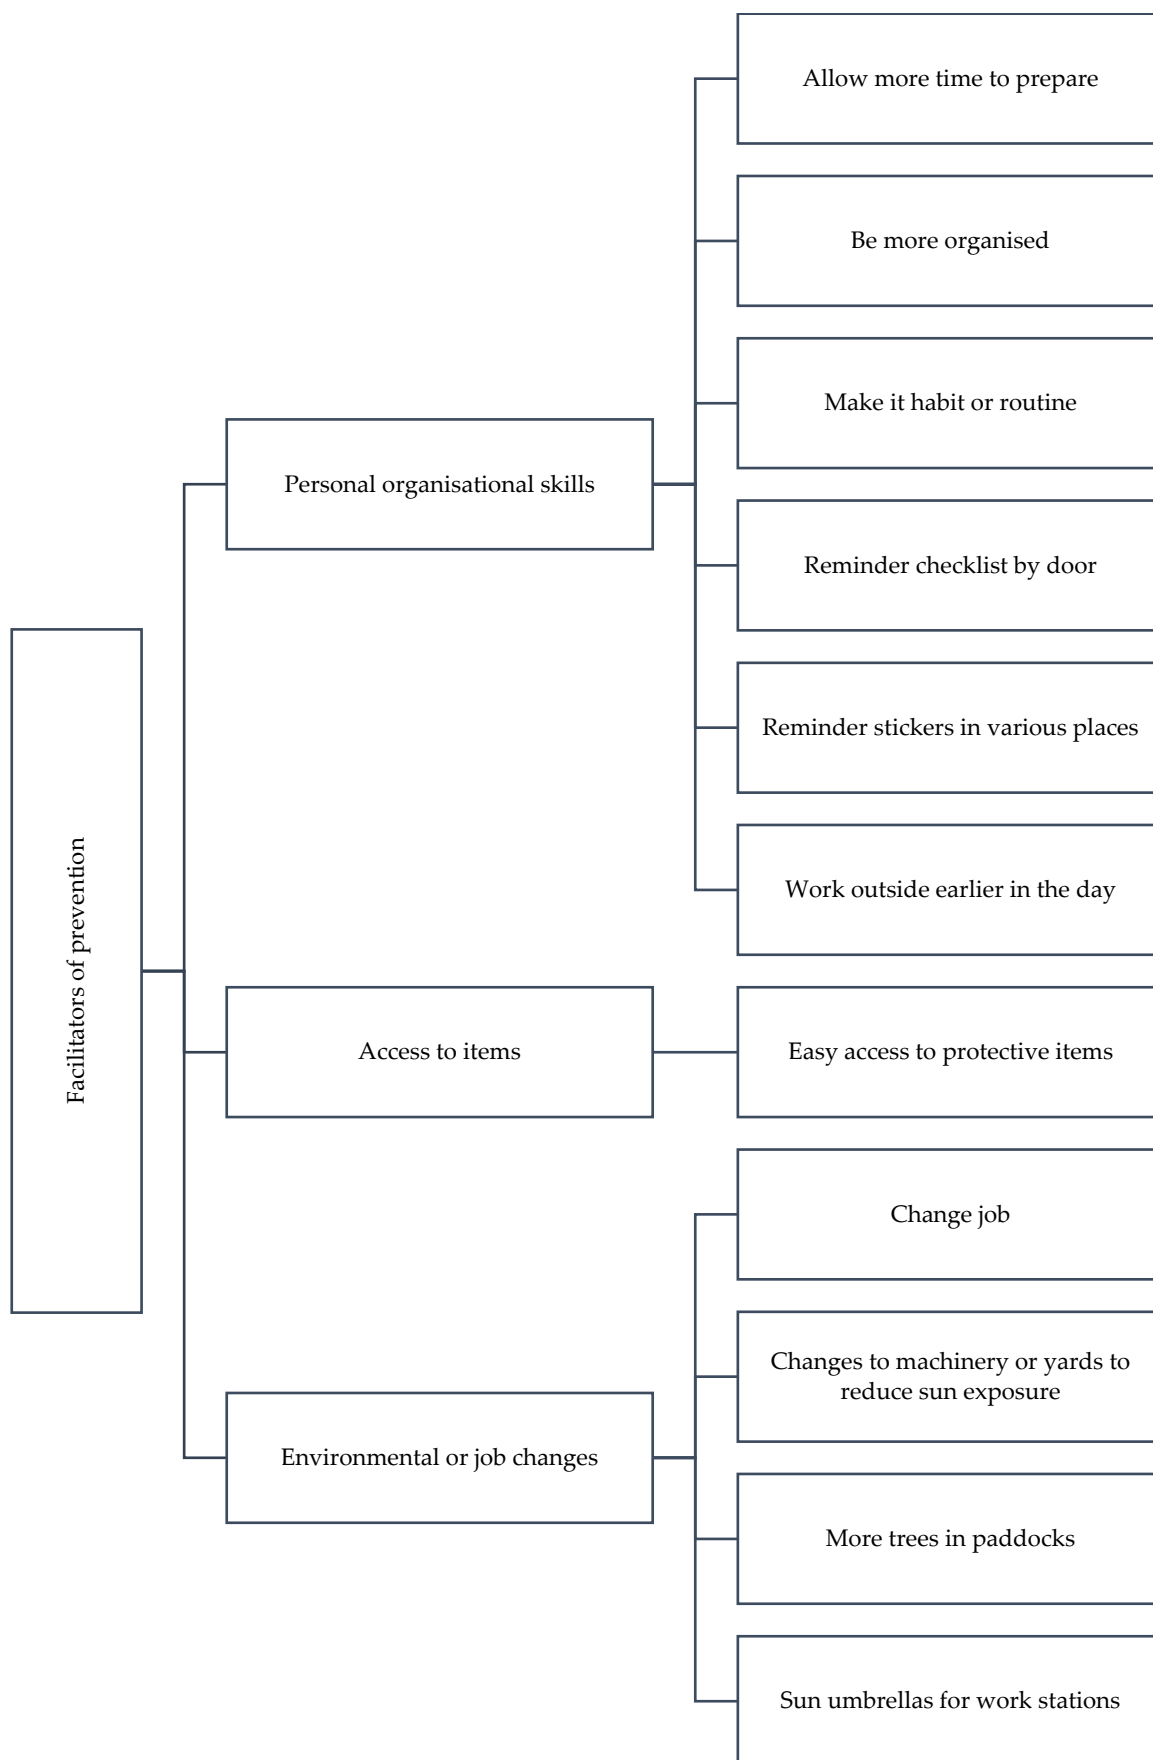 Facilitators of prevention
Personal organisational skills
Allow more time to prepare
Be more organised
Make it habit or routine
Reminder checklist by door
Reminder stickers in various places
Work outside earlier in the day
Access to items
Easy access to protective items
Environmental or job changes
Change job
Changes to machinery or yards to
reduce sun exposure
More trees in paddocks
Sun umbrellas for work stations